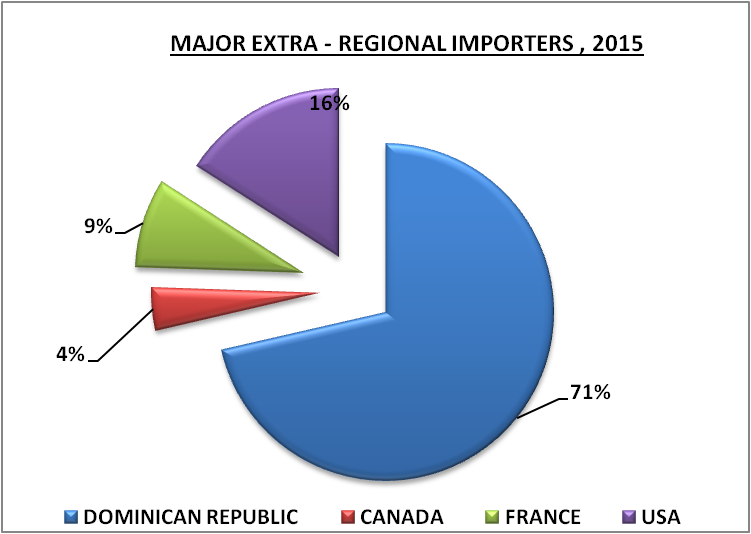 MAJOR EXTRA - REGIONAL IMPORTERS , 2015
16%
9%
4%
71%
DOMINICAN REPUBLIC CANADA FRANCE USA